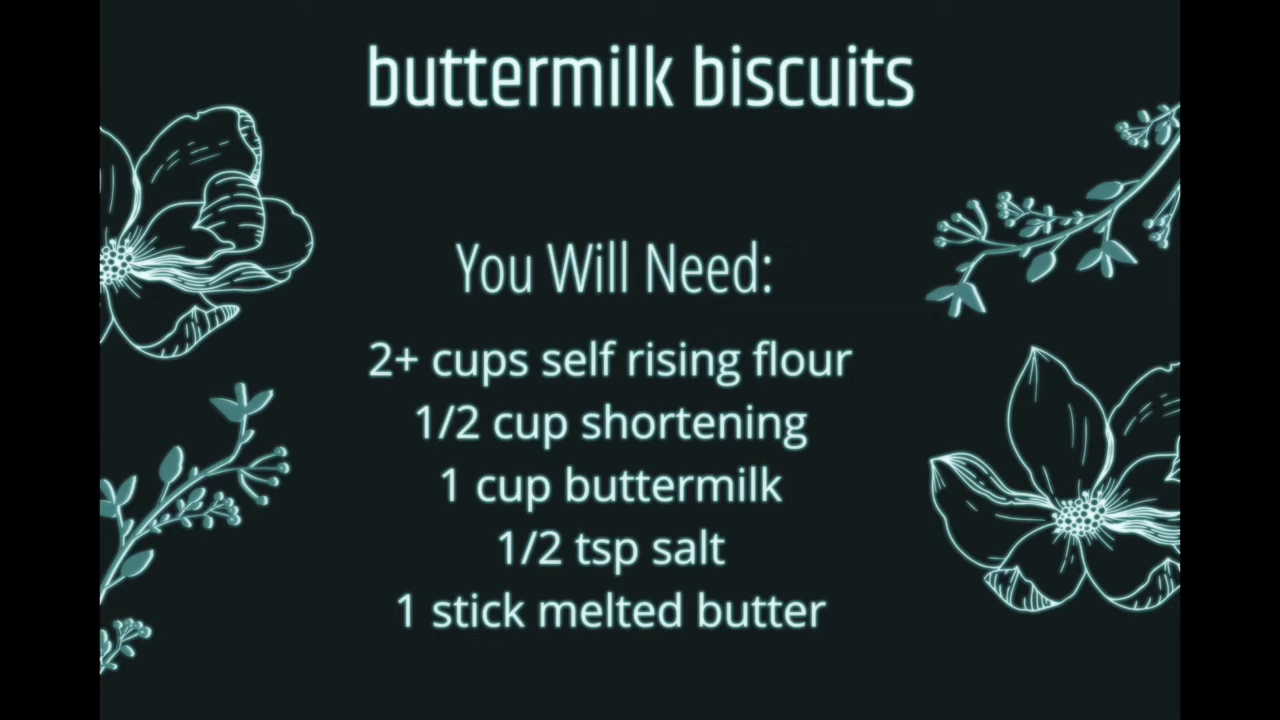 buttermilk biscuits
You Will Need:
2+ cups self rising flour
1/2 cup shortening
1 cup buttermilk
1/2 tsp salt
1 stick melted butter